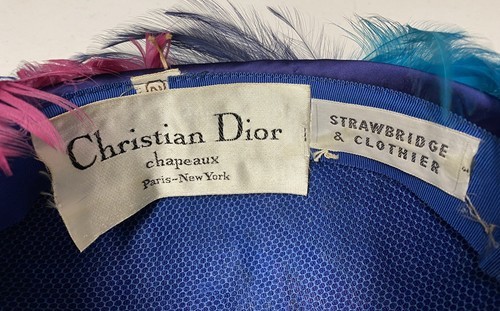 Christian Dior
chapeaux
Paris-New York
STRAWBRIDGE
& CLOTHIER